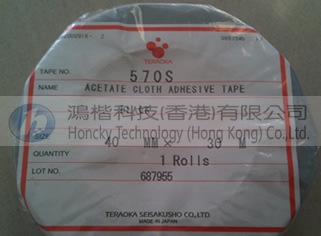 TERAOKA
TAPE NO. 570S
NAME ACETATE CLOTH ADHESIVE TAPE
鴻楷科技(香港)有限公司
Honcky Technology (Hong Kong) Co.,Ltd.
SIZE 40 MM× 30 M
QUANTITY 1 Rolls
LOT NO. 687955
TERAOKA SEISAKUSHO CO.,LTD.
MADE IN JAPAN